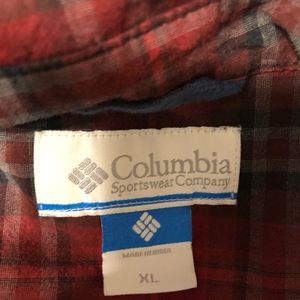 Columbia
Sportswear Company
MADE IN INDIA
XL